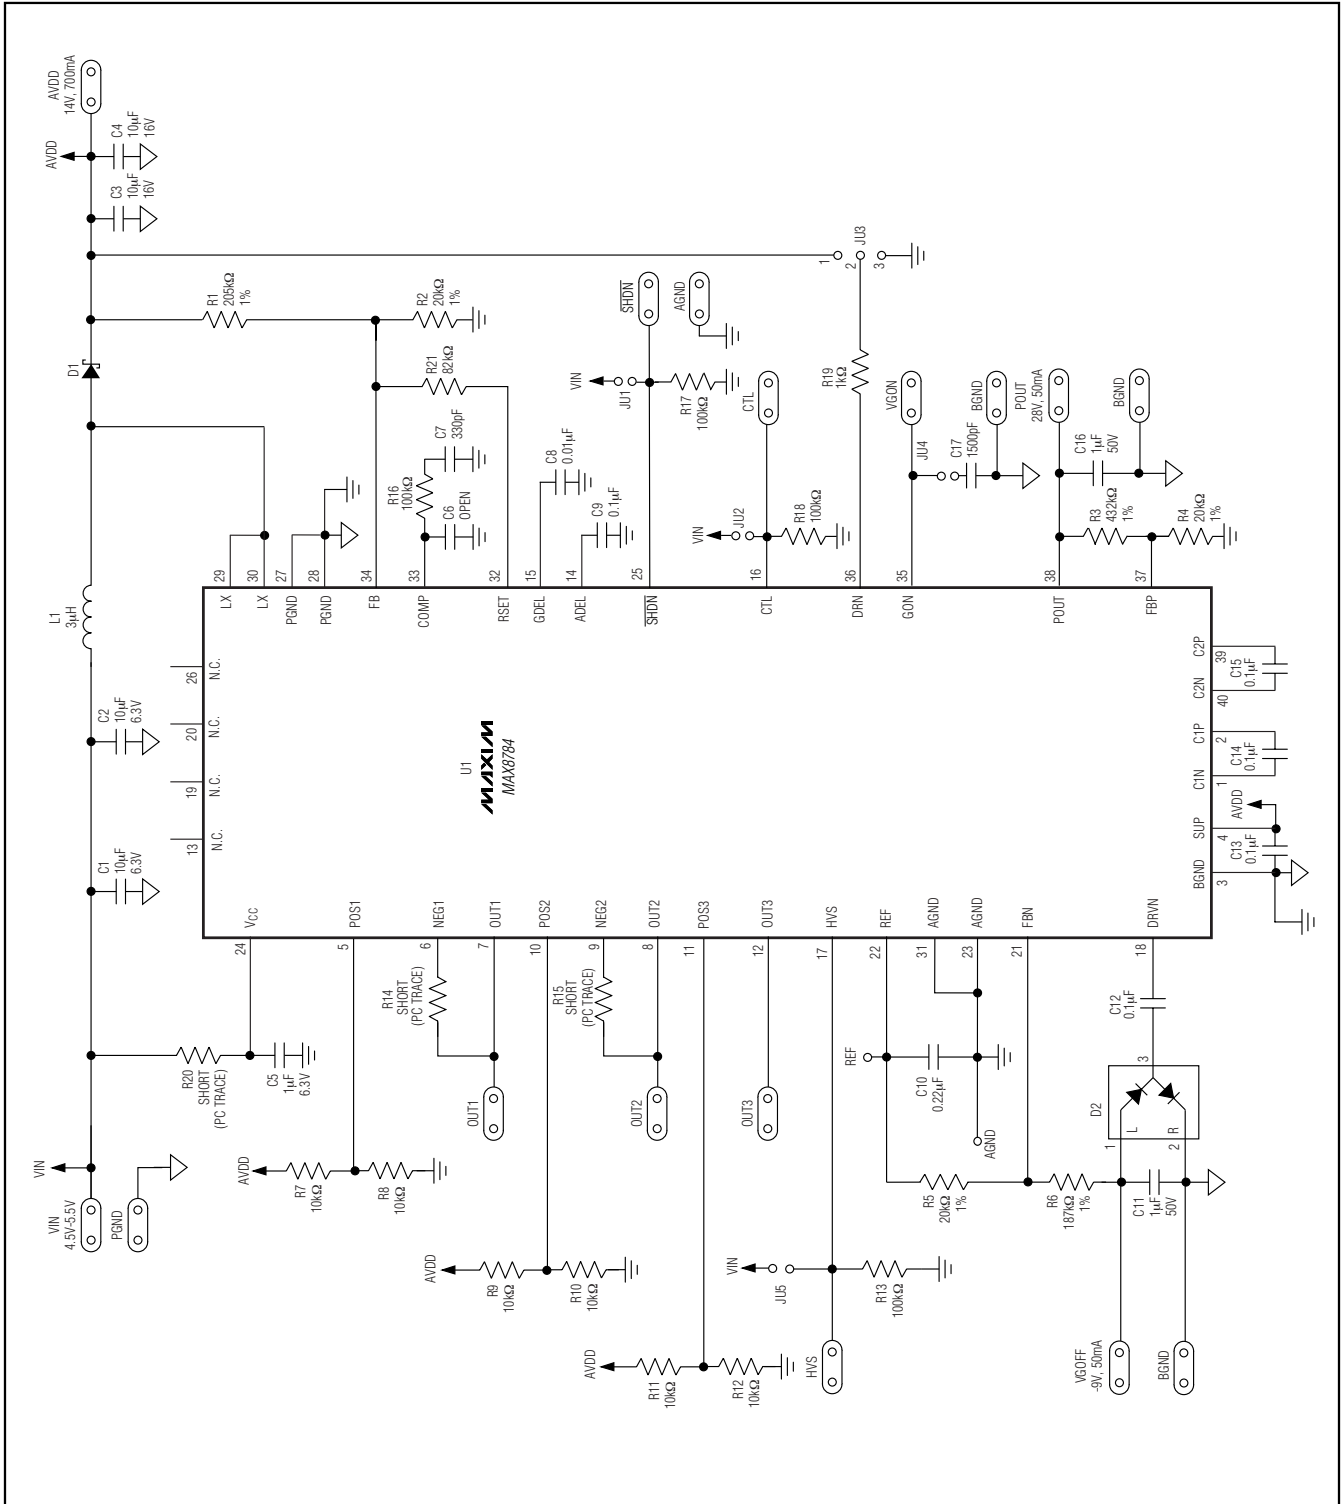 VIN
4.5V-5.5V
VIN
PGND
R20
SHORT
(PC TRACE)
C5
1µF
6.3V
C1
10µF
6.3V
C2
10µF
6.3V
L1
3µH
D1
C3
10µF
16V
C4
10µF
16V
AVDD
AVDD
14V, 700mA
R1
205kΩ
1%
R2
20kΩ
1%
R21
82kΩ
R16
100kΩ
C7
330pF
C6
OPEN
C8
0.01µF
C9
0.1µF
VIN
JU1
SHDN
R17
100kΩ
AGND
VIN
JU2
CTL
R18
100kΩ
R19
1kΩ
1
2
3
JU3
VGON
JU4
C17
1500pF
BGND
POUT
28V, 50mA
C16
1µF
50V
BGND
R3
432kΩ
1%
R4
20kΩ
1%
13
N.C.
19
N.C.
20
N.C.
26
N.C.
29
LX
30
LX
27
PGND
28
PGND
34
FB
33
COMP
32
RSET
15
GDEL
14
ADEL
25
SHDN
16
CTL
36
DRN
35
GON
38
POUT
37
FBP
U1
MAXIM
MAX8784
24
VCC
5
POS1
6
NEG1
7
OUT1
10
POS2
9
NEG2
8
OUT2
11
POS3
12
OUT3
17
HVS
22
REF
31
AGND
23
AGND
21
FBN
18
DRVN
BGND
3
SUP
4
C1N
1
C1P
2
C2N
40
C2P
39
C13
0.1µF
AVDD
C14
0.1µF
C15
0.1µF
AVDD
R7
10kΩ
R8
10kΩ
R14
SHORT
(PC TRACE)
OUT1
AVDD
R9
10kΩ
R10
10kΩ
R15
SHORT
(PC TRACE)
OUT2
AVDD
R11
10kΩ
R12
10kΩ
OUT3
VIN
JU5
HVS
R13
100kΩ
REF
C10
0.22µF
AGND
R5
20kΩ
1%
R6
187kΩ
1%
C11
1µF
50V
C12
0.1µF
D2
L
R
1
2
3
VGOFF
-9V, 50mA
BGND